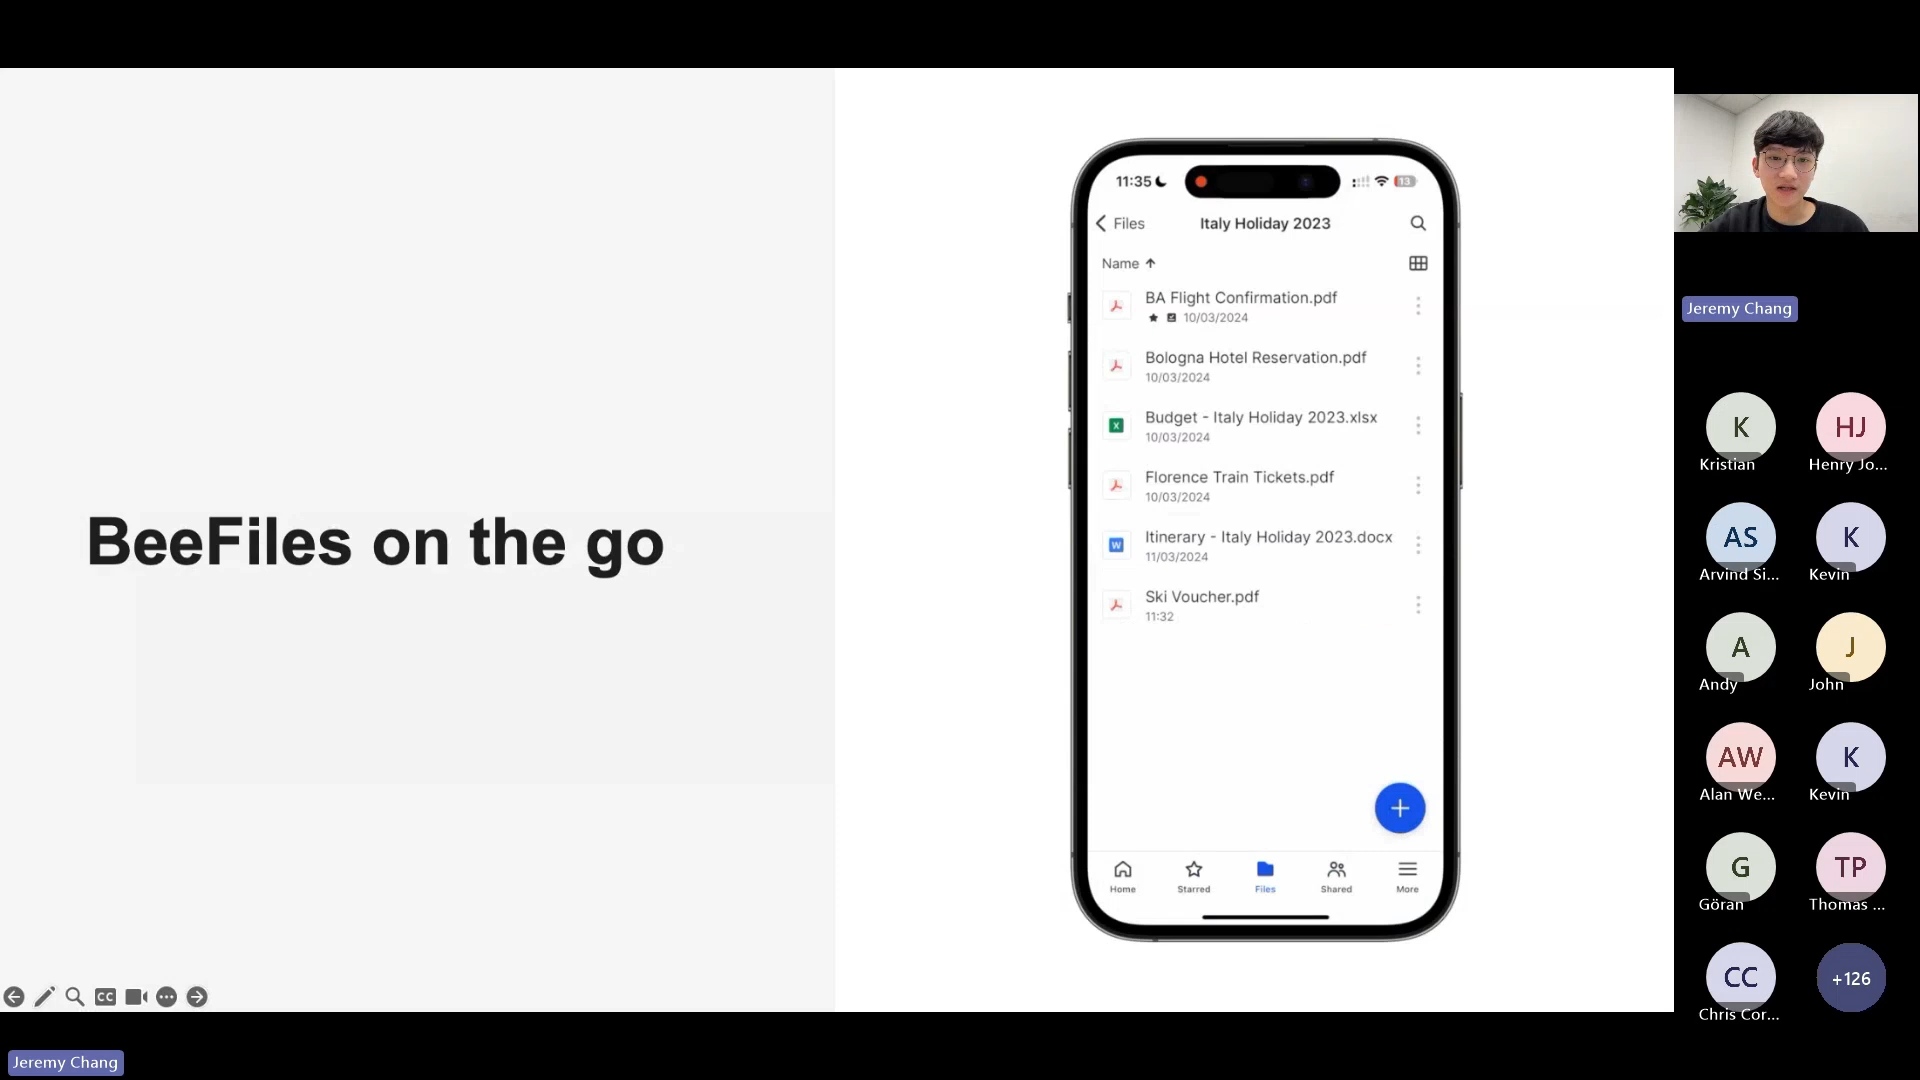 BeeFiles on the go
11:35
13
Files
Italy Holiday 2023
Name
BA Flight Confirmation.pdf
10/03/2024
Bologna Hotel Reservation.pdf
10/03/2024
Budget - Italy Holiday 2023.xlsx
10/03/2024
Florence Train Tickets.pdf
10/03/2024
Itinerary - Italy Holiday 2023.docx
11/03/2024
Ski Voucher.pdf
11:32
Home
Starred
Files
Shared
More
X
W
CC
Jeremy Chang
Jeremy Chang
K
HJ
Kristian
Henry Jo...
AS
K
Arvind Si...
Kevin
A
J
Andy
John
AW
K
Alan We...
Kevin
G
TP
Göran
Thomas ...
CC
+126
Chris Cor...